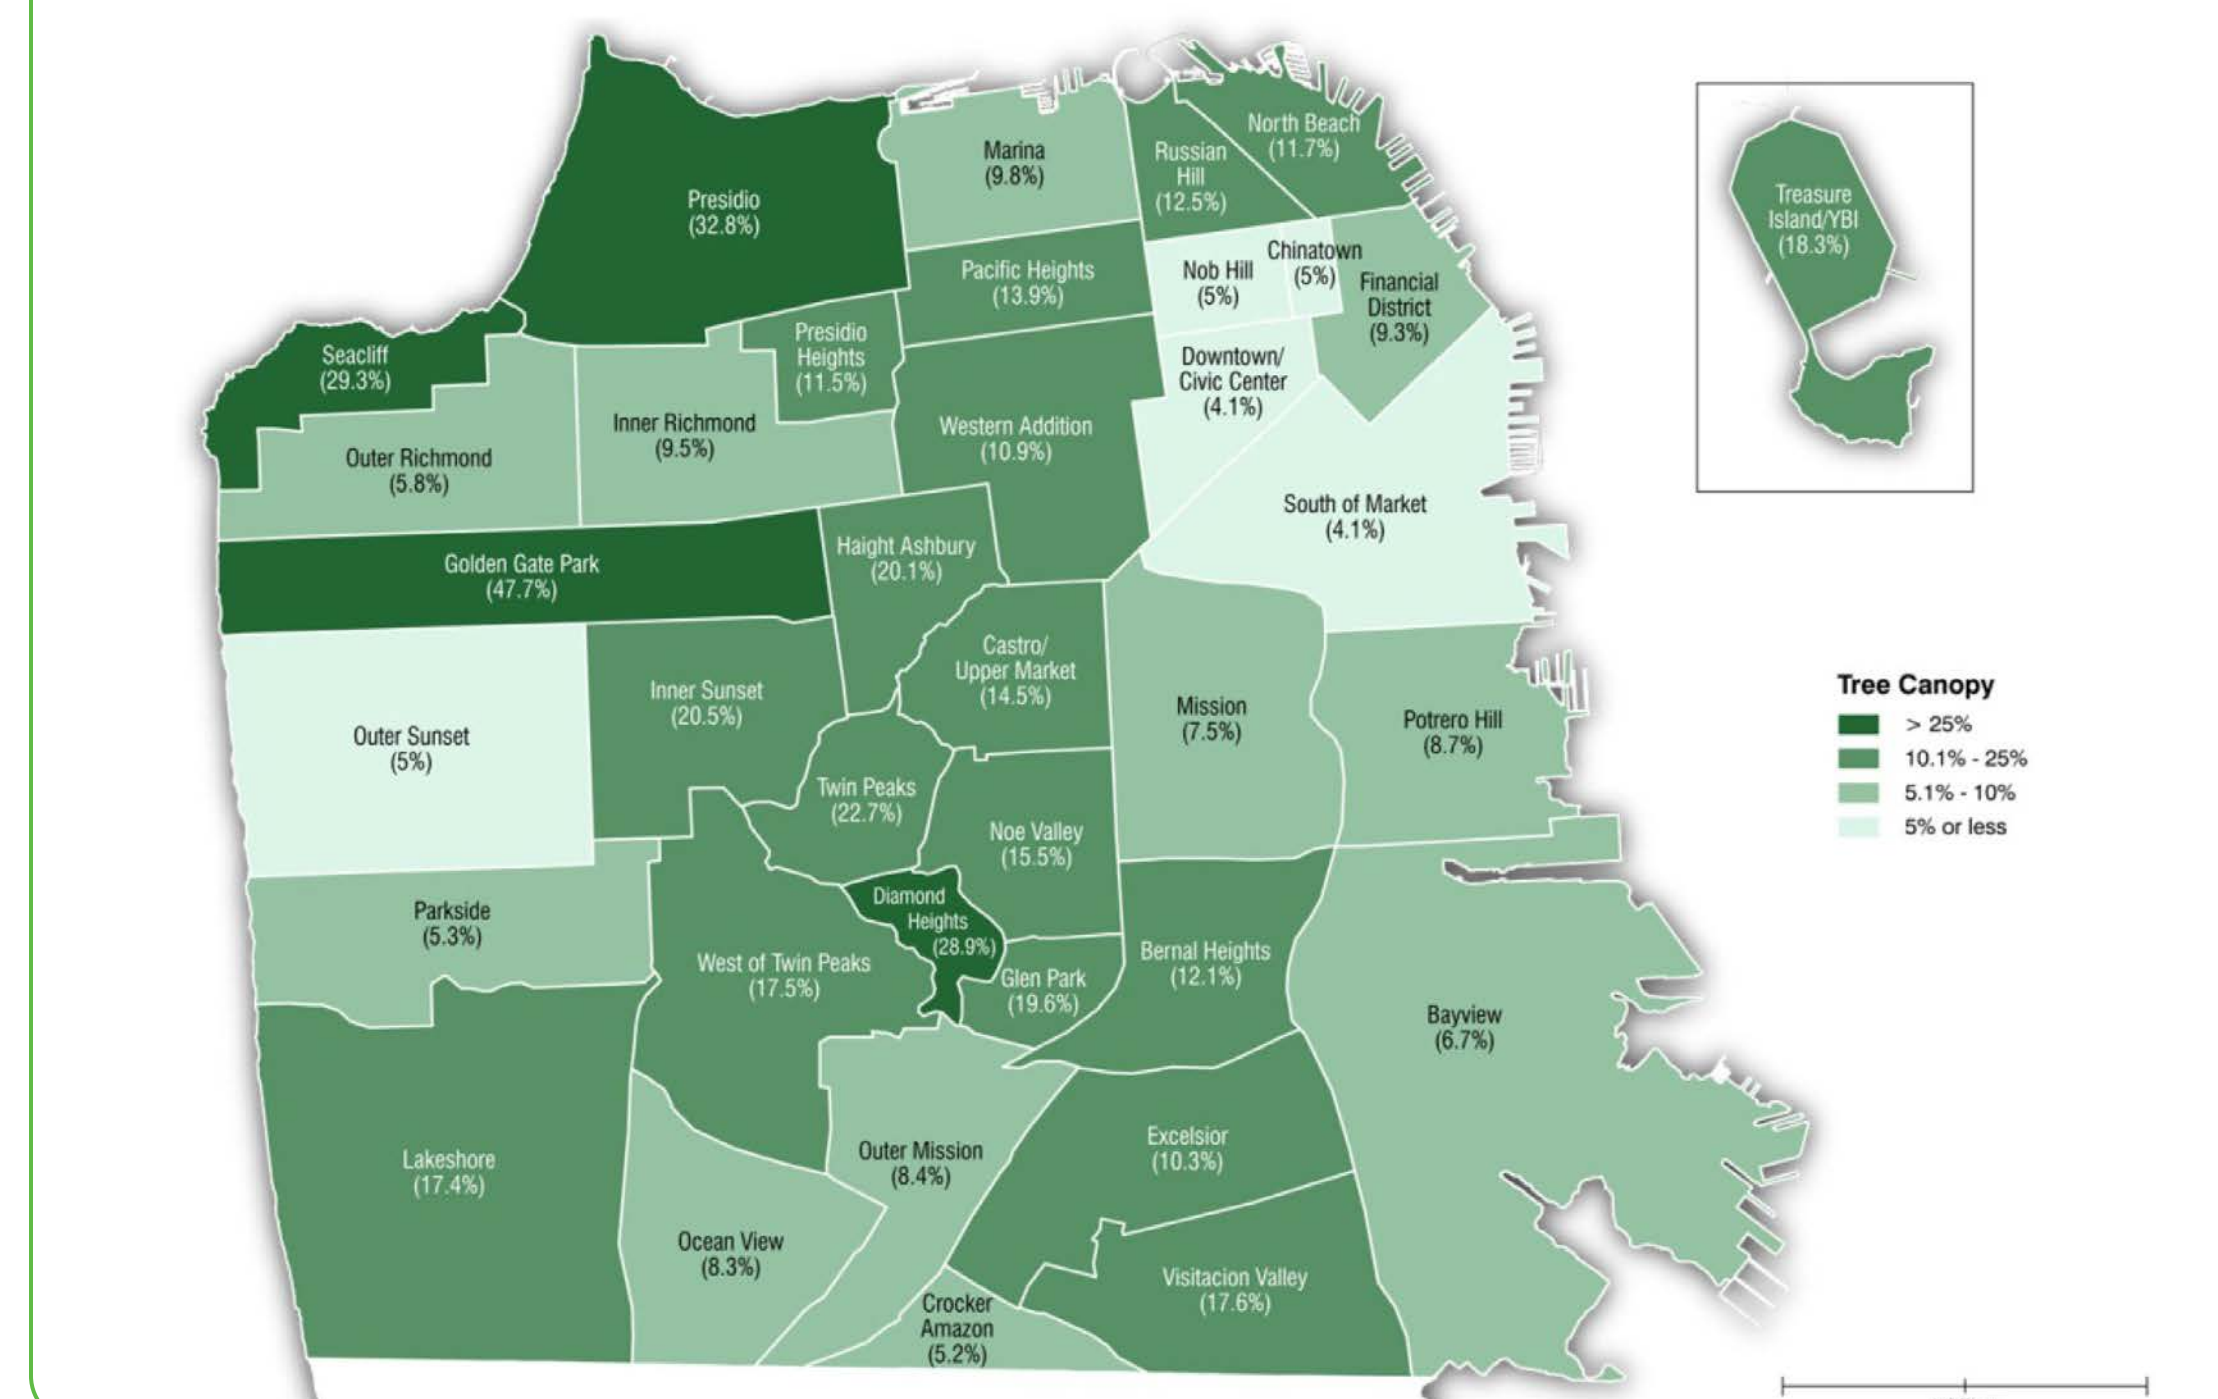 Presidio
(32.8%)
Marina
(9.8%)
Russian
Hill
(12.5%)
North Beach
(11.7%)
Treasure
Island/YBI
(18.3%)
Pacific Heights
(13.9%)
Nob Hill
(5%)
Chinatown
(5%)
Financial
District
(9.3%)
Seacliff
(29.3%)
Presidio
Heights
(11.5%)
Downtown/
Civic Center
(4.1%)
Outer Richmond
(5.8%)
Inner Richmond
(9.5%)
Western Addition
(10.9%)
South of Market
(4.1%)
Golden Gate Park
(47.7%)
Haight Ashbury
(20.1%)
Castro/
Upper Market
(14.5%)
Outer Sunset
(5%)
Inner Sunset
(20.5%)
Mission
(7.5%)
Potrero Hill
(8.7%)
Tree Canopy
> 25%
10.1% - 25%
5.1% - 10%
5% or less
Twin Peaks
(22.7%)
Noe Valley
(15.5%)
Parkside
(5.3%)
Diamond
Heights
(28.9%)
West of Twin Peaks
(17.5%)
Glen Park
(19.6%)
Bernal Heights
(12.1%)
Bayview
(6.7%)
Lakeshore
(17.4%)
Outer Mission
(8.4%)
Excelsior
(10.3%)
Ocean View
(8.3%)
Crocker
Amazon
(5.2%)
Visitacion Valley
(17.6%)